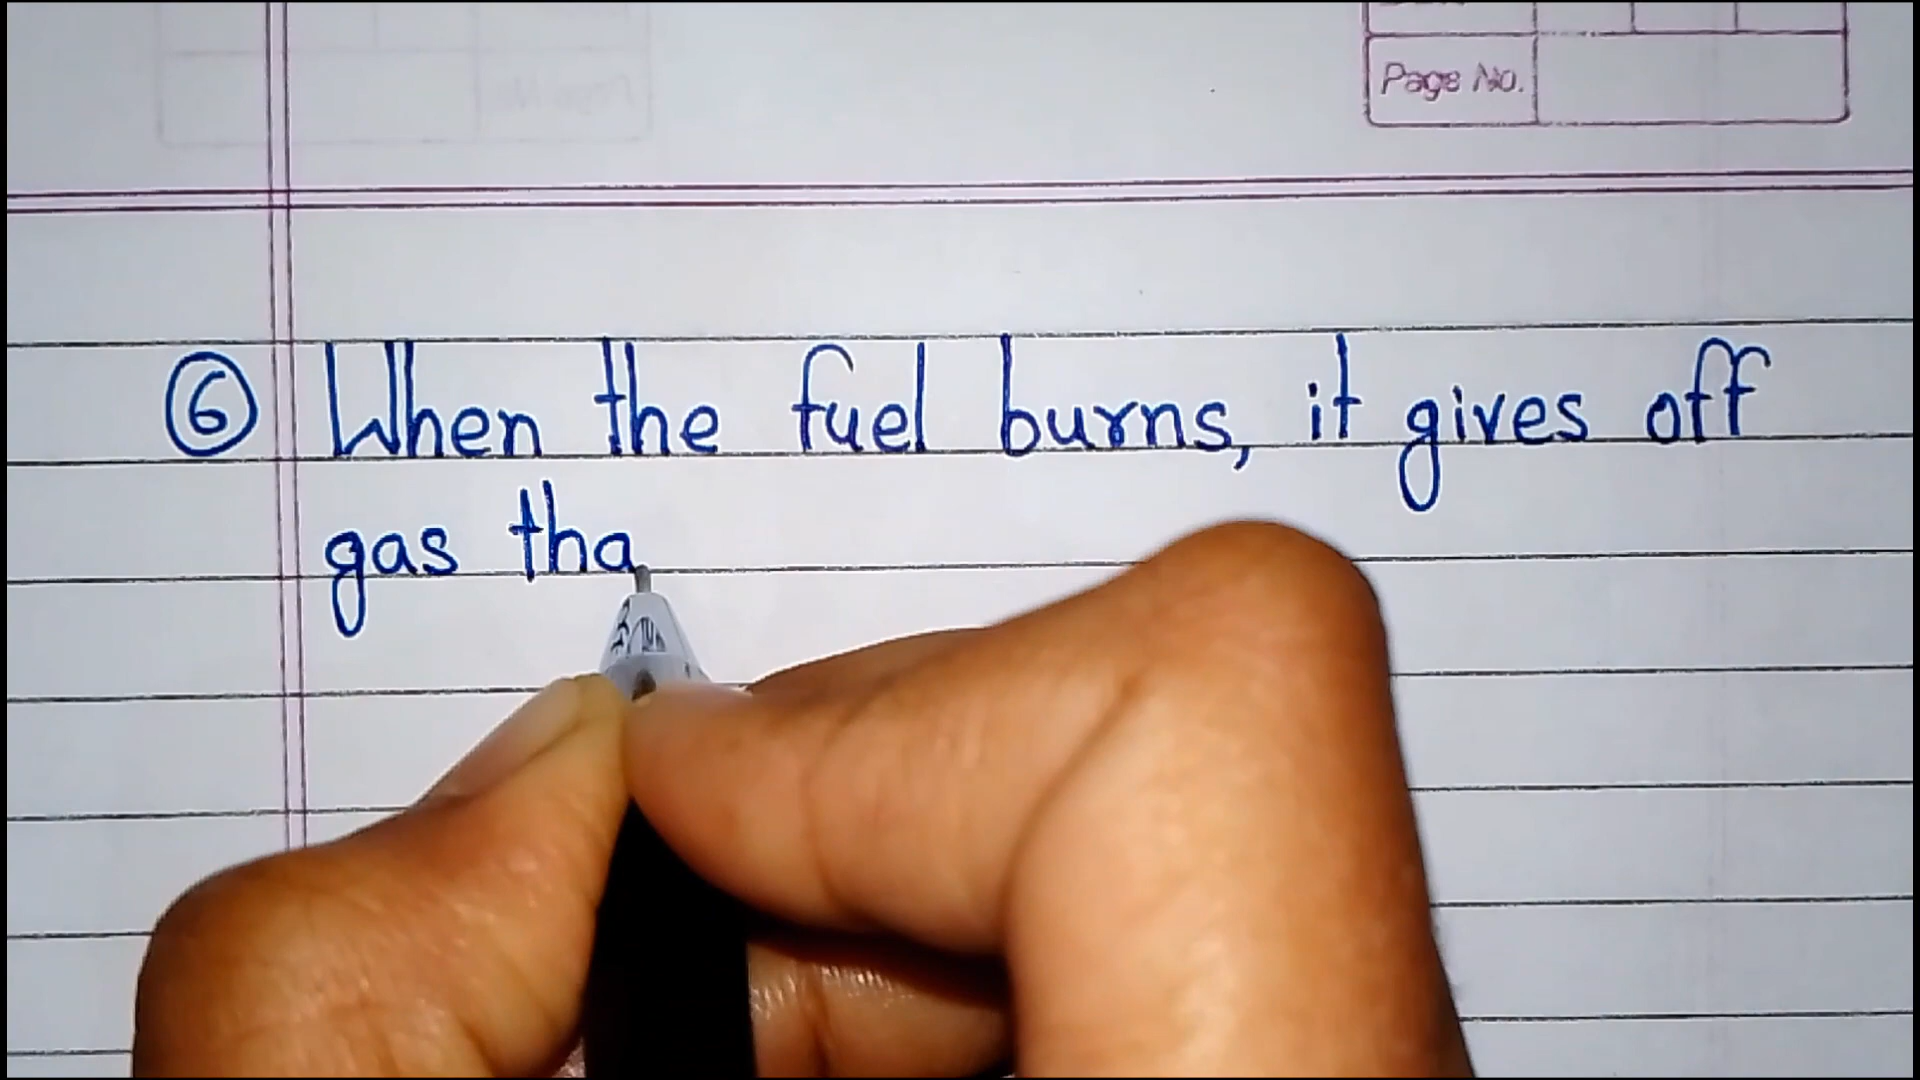 Page No.
⑥ When the fuel burns, it gives off
gas tha